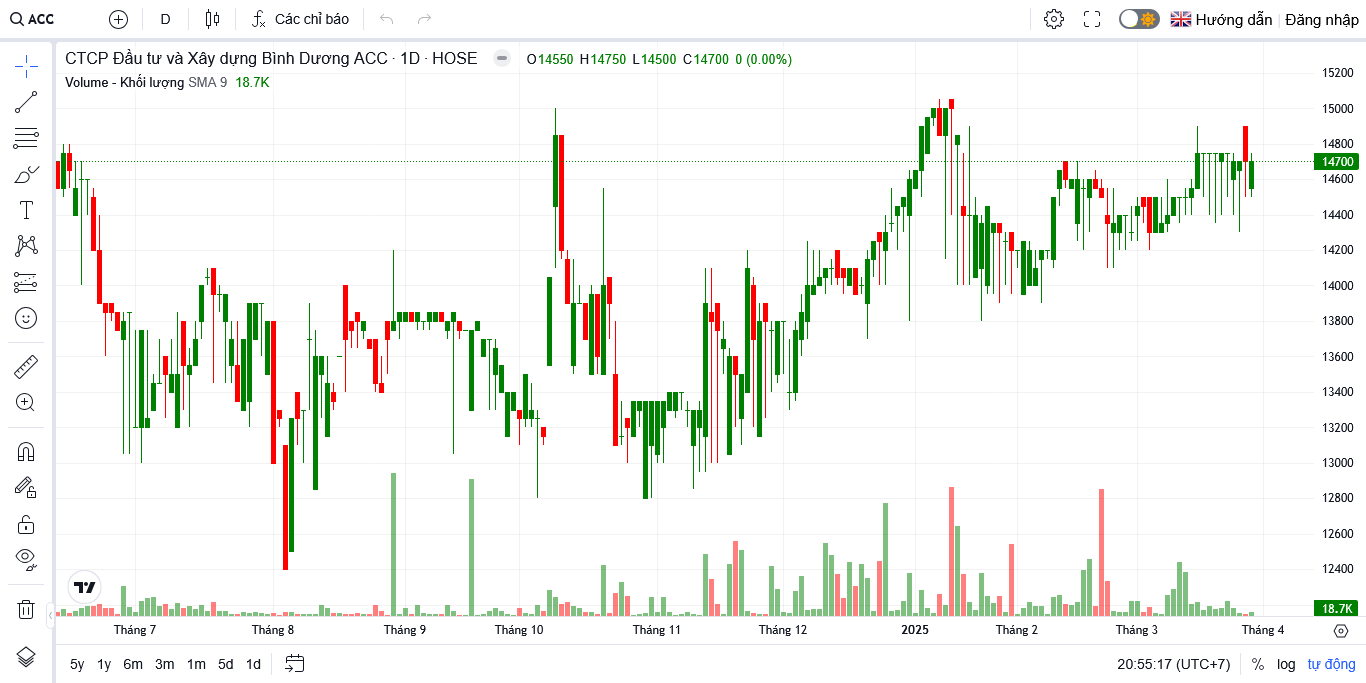 ACC D Các chỉ báo Hướng dẫn Đăng nhập
CTCP Đầu tư và Xây dựng Bình Dương ACC · 1D · HOSE O14550 H14750 L14500 C14700 0 (0.00%)
Volume - Khối lượng SMA 9 18.7K
15200
15000
14800
14700
14600
14400
14200
14000
13800
13600
13400
13200
13000
12800
12600
12400
18.7K
Tháng 7 Tháng 8 Tháng 9 Tháng 10 Tháng 11 Tháng 12 2025 Tháng 2 Tháng 3 Tháng 4
5y 1y 6m 3m 1m 5d 1d 20:55:17 (UTC+7) % log tự động